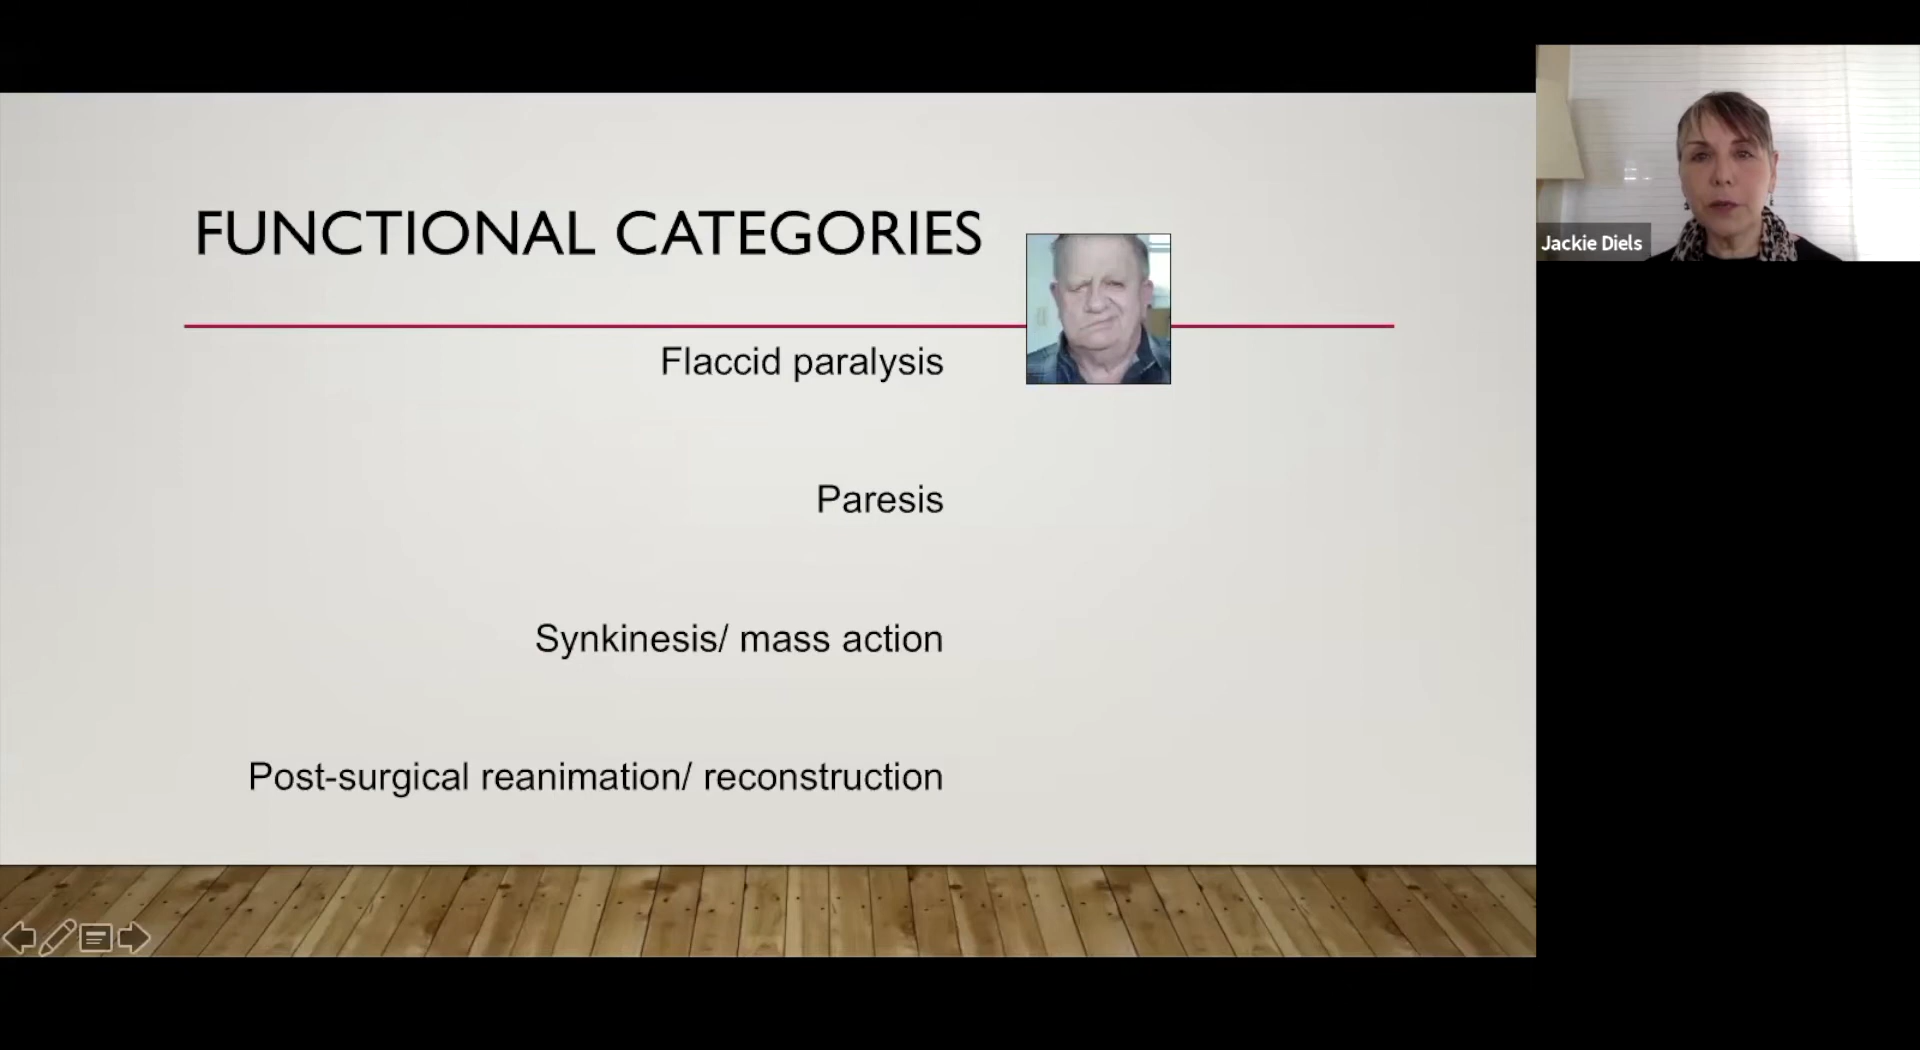 FUNCTIONAL CATEGORIES
Flaccid paralysis
Paresis
Synkinesis/ mass action
Post-surgical reanimation/ reconstruction
Jackie Diels